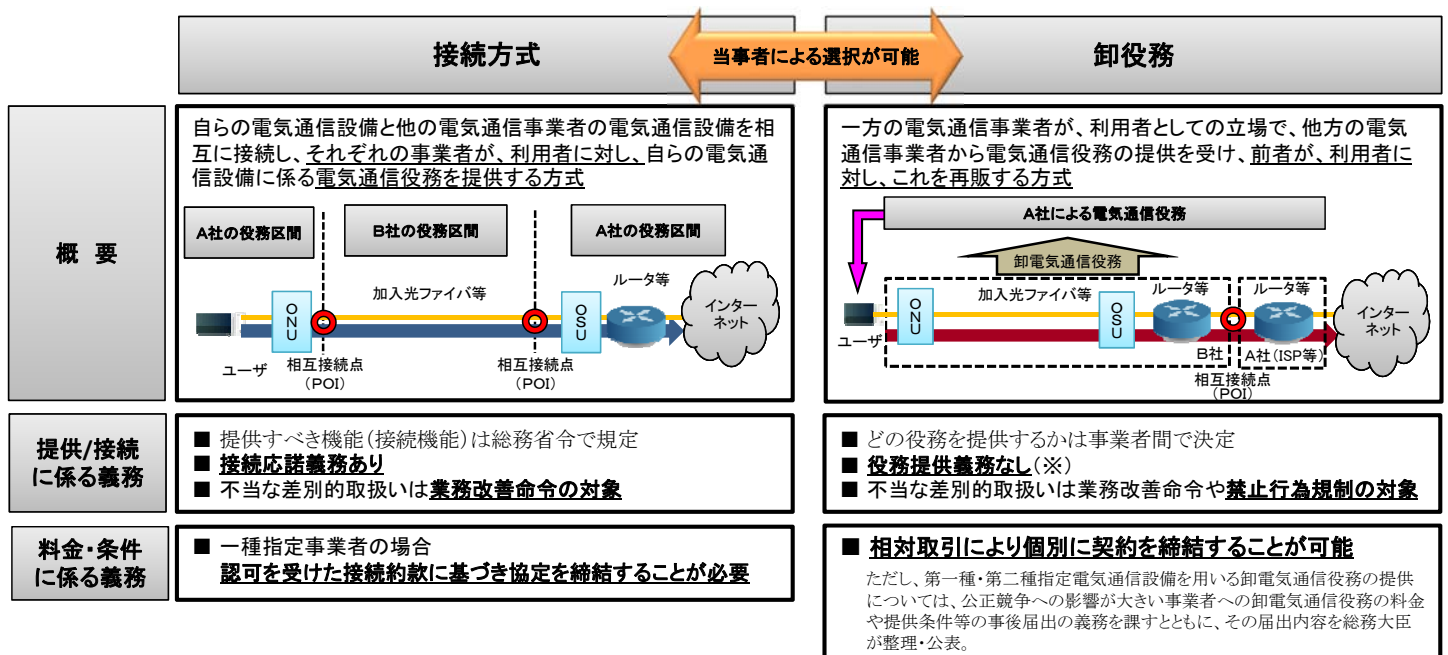 接続方式
当事者による選択が可能
卸役務
概 要
自らの電気通信設備と他の電気通信事業者の電気通信設備を相
互に接続し、それぞれの事業者が、利用者に対し、自らの電気通
信設備に係る電気通信役務を提供する方式
A社の役務区間
B社の役務区間
A社の役務区間
加入光ファイバ等
ルータ等
ONU
OSU
インター
ネット
ユーザ
相互接続点
(POI)
相互接続点
(POI)
一方の電気通信事業者が、利用者としての立場で、他方の電気
通信事業者から電気通信役務の提供を受け、前者が、利用者に
対し、これを再販する方式
A社による電気通信役務
卸電気通信役務
加入光ファイバ等
ルータ等
ルータ等
ONU
OSU
インター
ネット
ユーザ
B社
A社(ISP等)
相互接続点
(POI)
提供/接続
に係る義務
■ 提供すべき機能(接続機能)は総務省令で規定
■ 接続応諾義務あり
■ 不当な差別的取扱いは業務改善命令の対象
■ どの役務を提供するかは事業者間で決定
■ 役務提供義務なし(※)
■ 不当な差別的取扱いは業務改善命令や禁止行為規制の対象
料金・条件
に係る義務
■ 一種指定事業者の場合
認可を受けた接続約款に基づき協定を締結することが必要
■ 相対取引により個別に契約を締結することが可能
ただし、第一種・第二種指定電気通信設備を用いる卸電気通信役務の提供
については、公正競争への影響が大きい事業者への卸電気通信役務の料金
や提供条件等の事後届出の義務を課すとともに、その届出内容を総務大臣
が整理・公表。